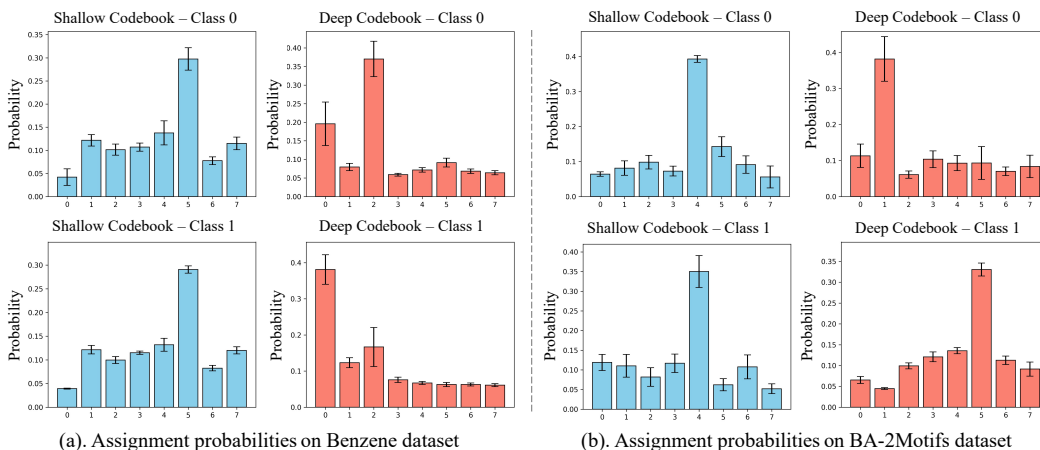 Shallow Codebook – Class 0
Probability
0.35
0.30
0.25
0.20
0.15
0.10
0.05
0.00
0 1 2 3 4 5 6 7
Deep Codebook – Class 0
Probability
0.40
0.35
0.30
0.25
0.20
0.15
0.10
0.05
0.00
0 1 2 3 4 5 6 7
Shallow Codebook – Class 1
Probability
0.30
0.25
0.20
0.15
0.10
0.05
0.00
0 1 2 3 4 5 6 7
Deep Codebook – Class 1
Probability
0.4
0.3
0.2
0.1
0.0
0 1 2 3 4 5 6 7
(a). Assignment probabilities on Benzene dataset
Shallow Codebook – Class 0
Probability
0.4
0.3
0.2
0.1
0.0
0 1 2 3 4 5 6 7
Deep Codebook – Class 0
Probability
0.4
0.3
0.2
0.1
0.0
0 1 2 3 4 5 6 7
Shallow Codebook – Class 1
Probability
0.40
0.35
0.30
0.25
0.20
0.15
0.10
0.05
0.00
0 1 2 3 4 5 6 7
Deep Codebook – Class 1
Probability
0.35
0.30
0.25
0.20
0.15
0.10
0.05
0.00
0 1 2 3 4 5 6 7
(b). Assignment probabilities on BA-2Motifs dataset